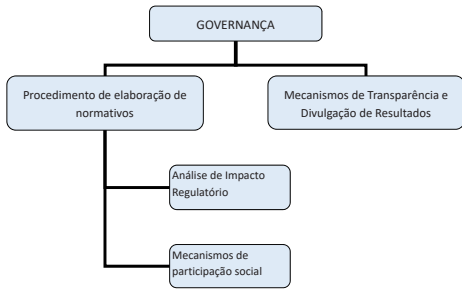 GOVERNANÇA
Procedimento de elaboração de
normativos
Mecanismos de Transparência e
Divulgação de Resultados
Análise de Impacto
Regulatório
Mecanismos de
participação social